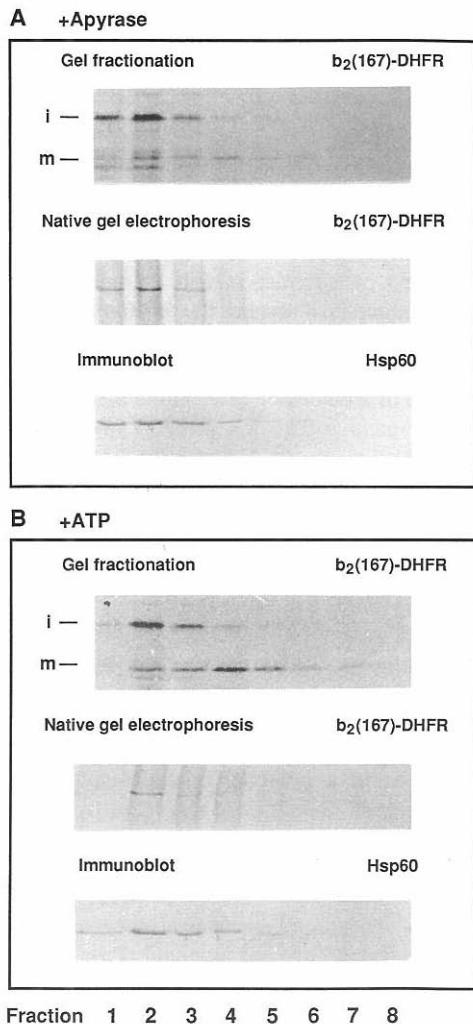 A +Apyrase
Gel fractionation b₂(167)-DHFR
i —
m —
Native gel electrophoresis b₂(167)-DHFR
Immunoblot Hsp60
B +ATP
Gel fractionation b₂(167)-DHFR
i —
m —
Native gel electrophoresis b₂(167)-DHFR
Immunoblot Hsp60
Fraction 1 2 3 4 5 6 7 8